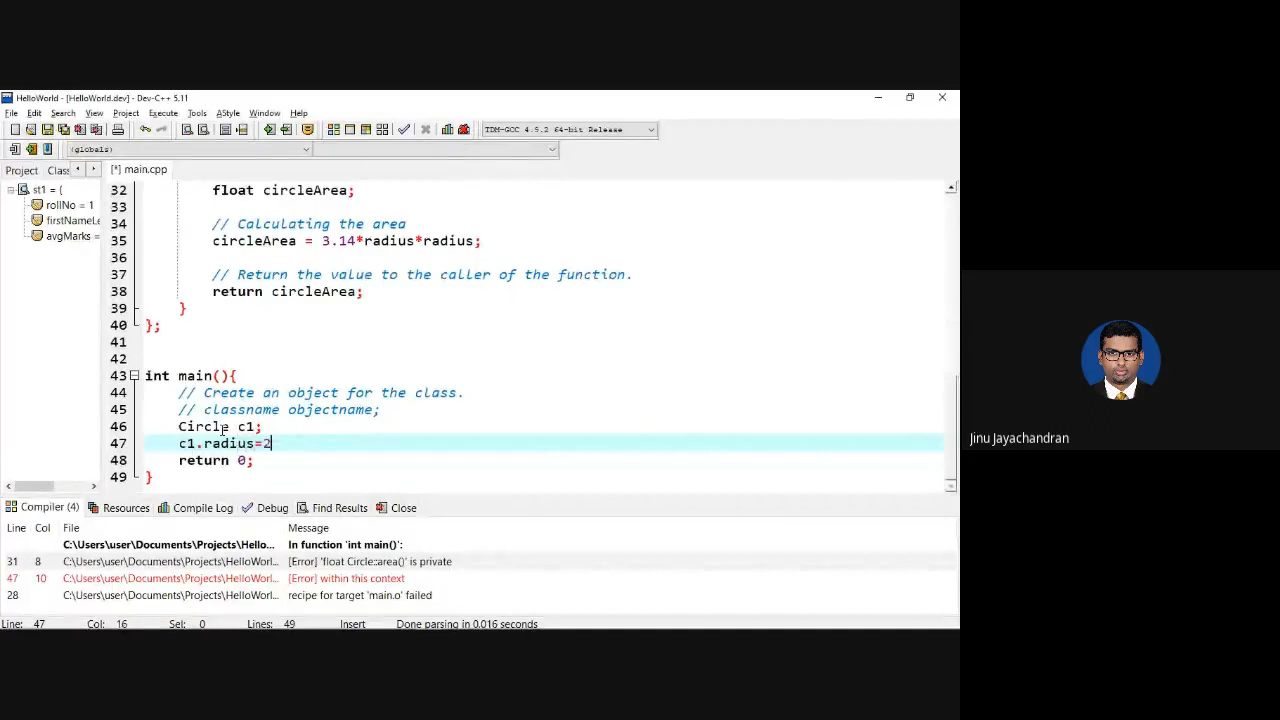 HelloWorld - [HelloWorld.dev] - Dev-C++ 5.11
File Edit Search View Project Execute Tools AStyle Window Help
TDM-GCC 4.9.2 64-bit Release
(globals)
Project Class
[*] main.cpp
st1 = {
rollNo = 1
firstNameLe
avgMarks =
32 float circleArea;
33
34 // Calculating the area
35 circleArea = 3.14*radius*radius;
36
37 // Return the value to the caller of the function.
38 return circleArea;
39 }
40 };
41
42
43 int main(){
44 // Create an object for the class.
45 // classname objectname;
46 Circle c1;
47 c1.radius=2
48 return 0;
49 }
Compiler (4) Resources Compile Log Debug Find Results Close
Line Col File Message
C:\Users\user\Documents\Projects\Hello... In function 'int main()':
31 8 C:\Users\user\Documents\Projects\HelloWorl... [Error] 'float Circle::area()' is private
47 10 C:\Users\user\Documents\Projects\HelloWorl... [Error] within this context
28 C:\Users\user\Documents\Projects\HelloWorl... recipe for target 'main.o' failed
Line: 47 Col: 16 Sel: 0 Lines: 49 Insert Done parsing in 0.016 seconds
Jinu Jayachandran